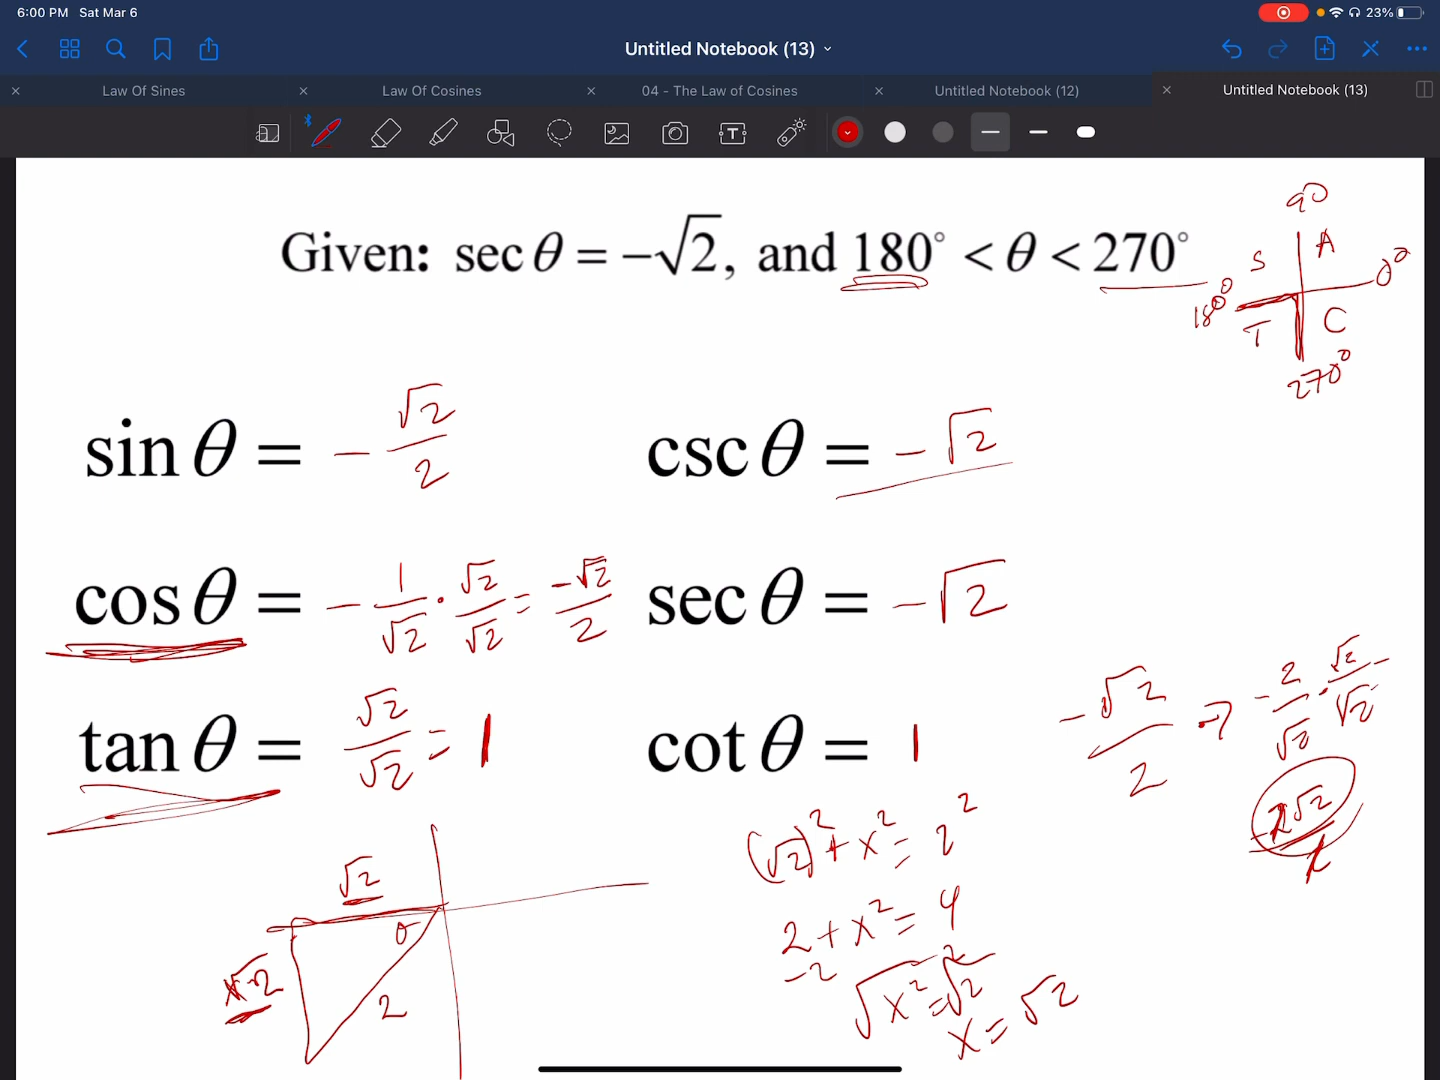 6:00 PM Sat Mar 6
23%
Untitled Notebook (13)
Law Of Sines
Law Of Cosines
04 - The Law of Cosines
Untitled Notebook (12)
Untitled Notebook (13)
T
Given: sec θ = −√2, and 180° < θ < 270°
90
S A
180° 0°
T C
270°
sin θ = − √2/2
csc θ = − √2
cos θ = − 1/√2 · √2/√2 = −√2/2
sec θ = − √2
tan θ = √2/√2 = 1
cot θ = 1
−√2/2 → −2/√2 · √2/√2
−2√2/2
√2
θ
√2
2
(√2)² + x² = 2²
2 + x² = 4
−2 −2
√x² = √2
x = √2